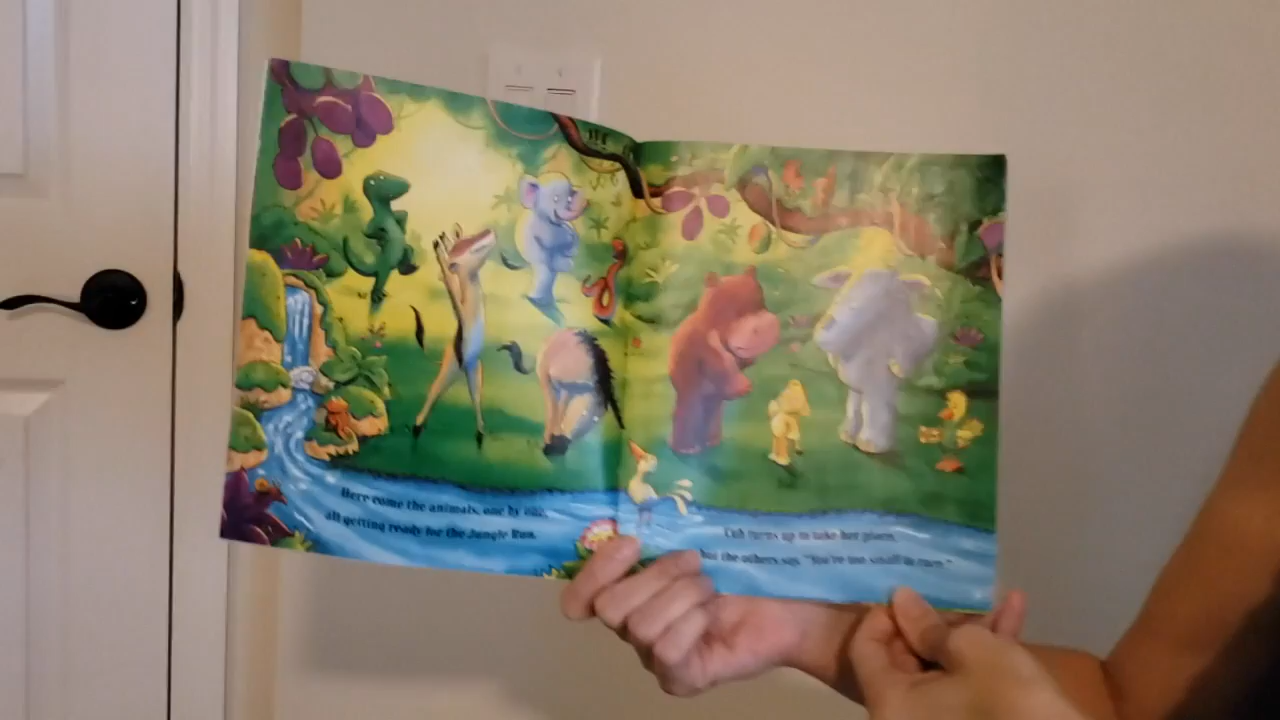 Here come the animals, one by one,
all getting ready for the Jungle Run.
Cub turns up to take her place,
but the others say, "You're too small to race."